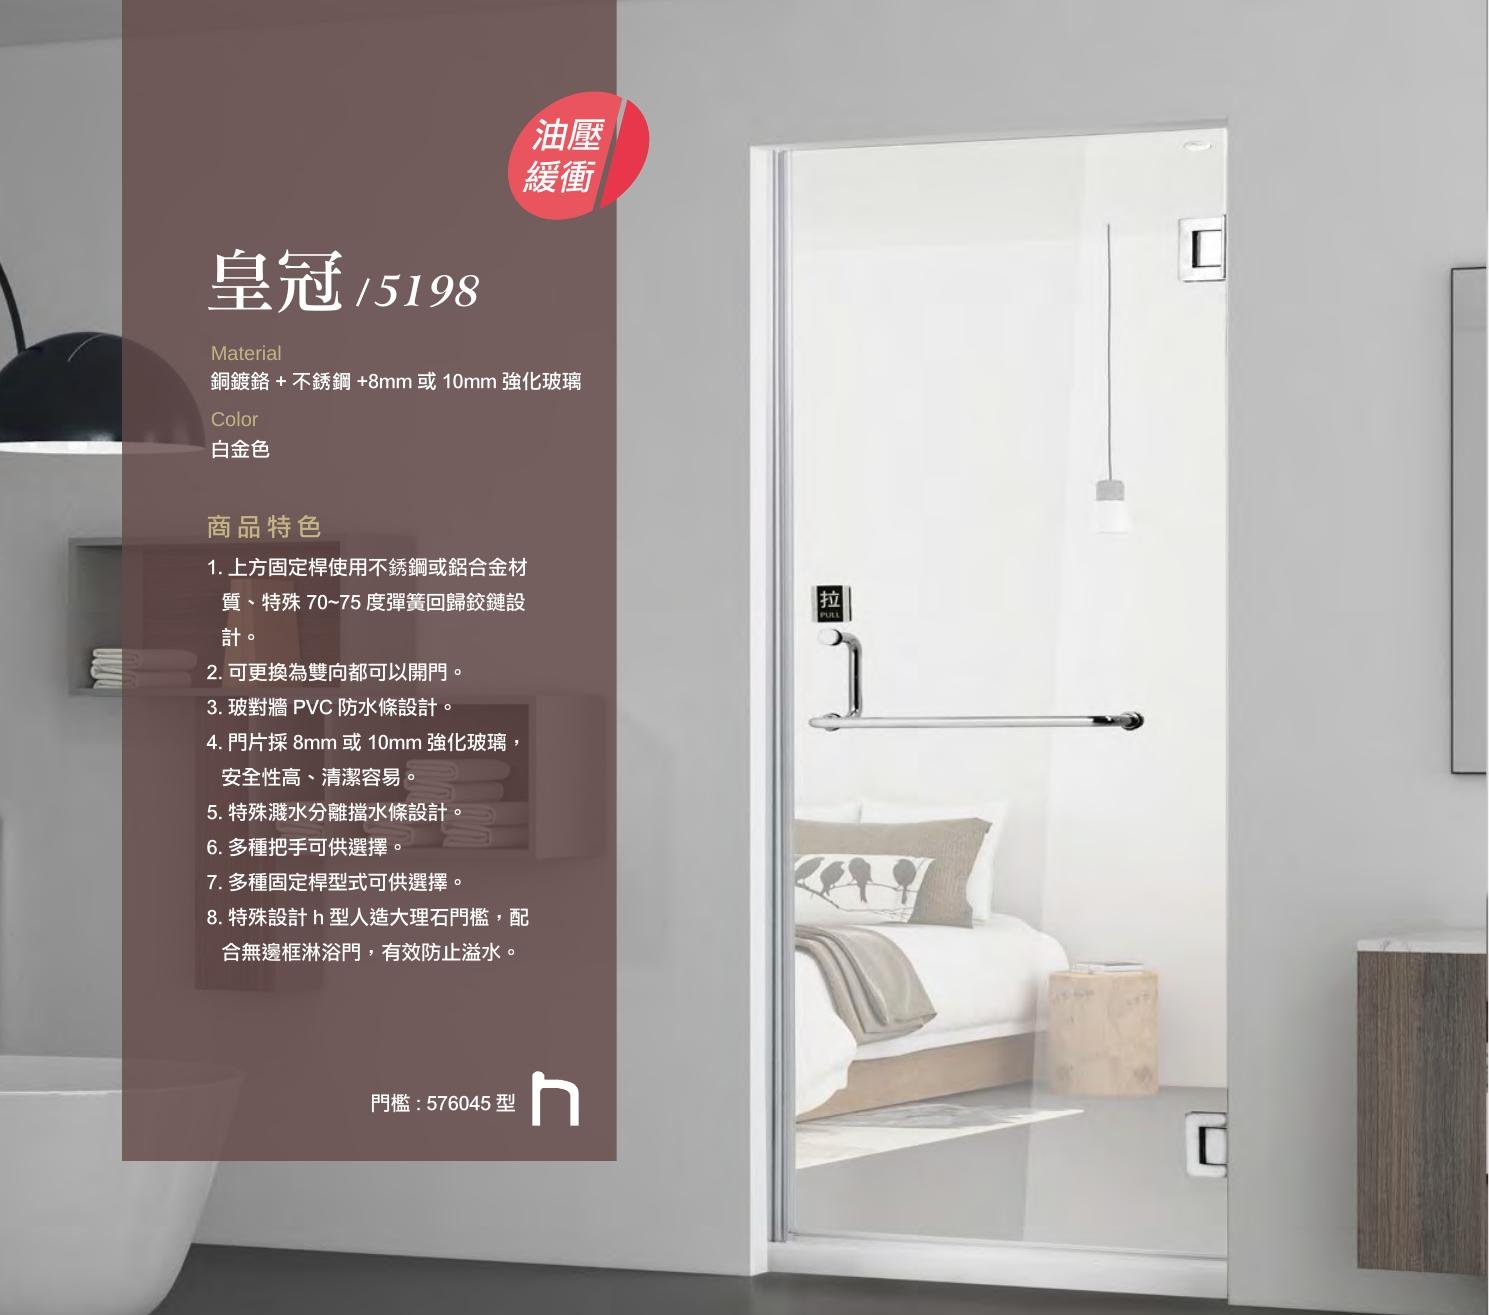 油壓
緩衝
皇冠 /5198
Material
銅鍍鉻 + 不銹鋼 +8mm 或 10mm 強化玻璃
Color
白金色
商品特色
1. 上方固定桿使用不銹鋼或鋁合金材
質、特殊 70~75 度彈簧回歸鉸鏈設
計。
2. 可更換為雙向都可以開門。
3. 玻對牆 PVC 防水條設計。
4. 門片採 8mm 或 10mm 強化玻璃，
安全性高、清潔容易。
5. 特殊濺水分離擋水條設計。
6. 多種把手可供選擇。
7. 多種固定桿型式可供選擇。
8. 特殊設計 h 型人造大理石門檻，配
合無邊框淋浴門，有效防止溢水。
門檻 : 576045 型 h
拉
PULL